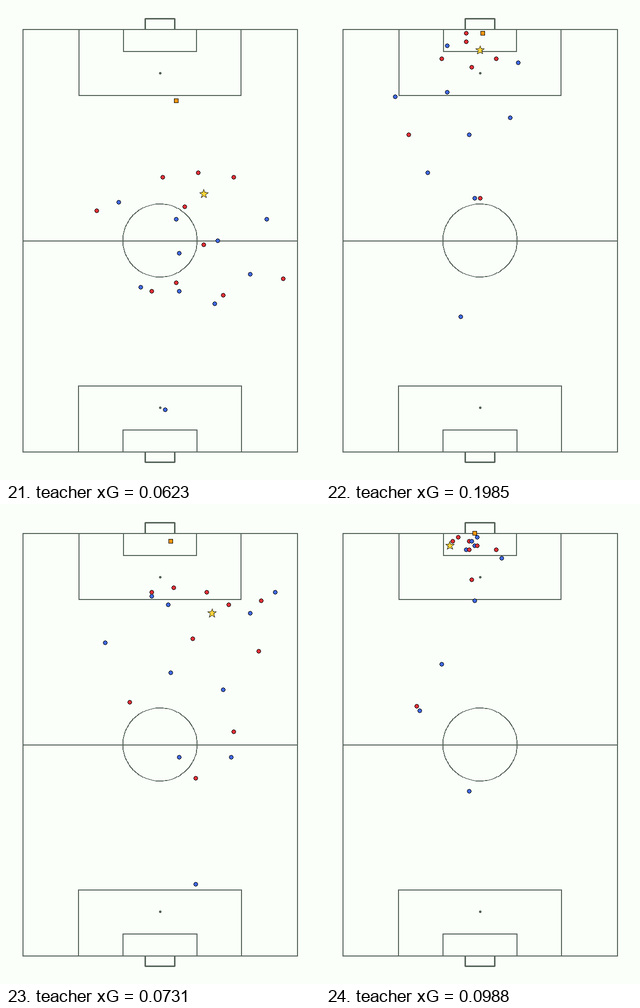 21. teacher xG = 0.0623
22. teacher xG = 0.1985
23. teacher xG = 0.0731
24. teacher xG = 0.0988